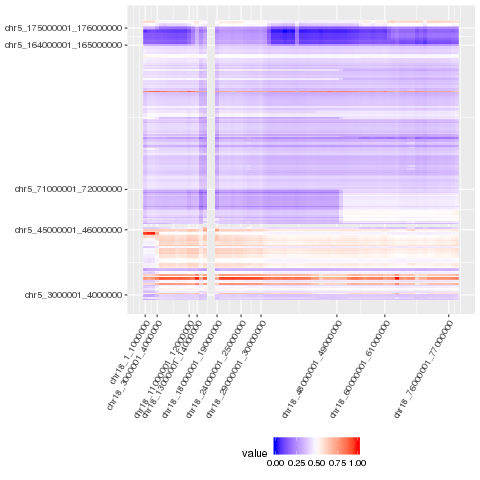 chr5_175000001_176000000
chr5_164000001_165000000
chr5_71000001_72000000
chr5_45000001_46000000
chr5_3000001_4000000
chr18_1_1000000
chr18_3000001_4000000
chr18_11000001_12000000
chr18_13000001_14000000
chr18_18000001_19000000
chr18_24000001_25000000
chr18_29000001_30000000
chr18_48000001_49000000
chr18_60000001_61000000
chr18_76000001_77000000
value
0.00 0.25 0.50 0.75 1.00